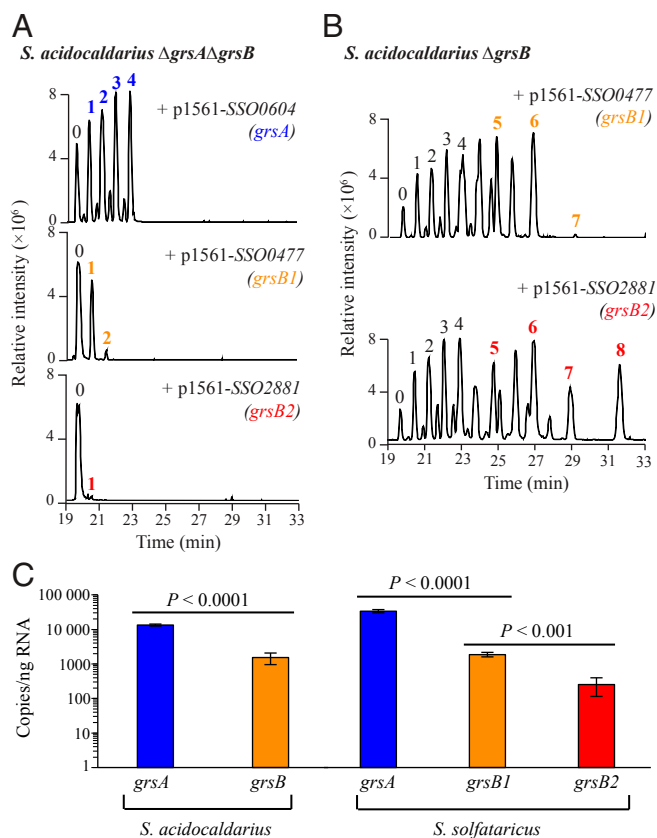 A
S. acidocaldarius ΔgrsAΔgrsB
8
4
0
Relative intensity (×10⁶)
0 1 2 3 4
+ p1561-SSO0604
(grsA)
8
4
0
0 1 2
+ p1561-SSO0477
(grsB1)
8
4
0
0 1
+ p1561-SSO2881
(grsB2)
19 21 23 25 27 29 31 33
Time (min)
B
S. acidocaldarius ΔgrsB
8
4
0
Relative intensity (×10⁶)
0 1 2 3 4 5 6 7
+ p1561-SSO0477
(grsB1)
8
4
0
0 1 2 3 4 5 6 7 8
+ p1561-SSO2881
(grsB2)
19 21 23 25 27 29 31 33
Time (min)
C
Copies/ng RNA
100 000
10 000
1000
100
10
1
P < 0.0001
P < 0.0001
P < 0.001
grsA grsB grsA grsB1 grsB2
S. acidocaldarius S. solfataricus